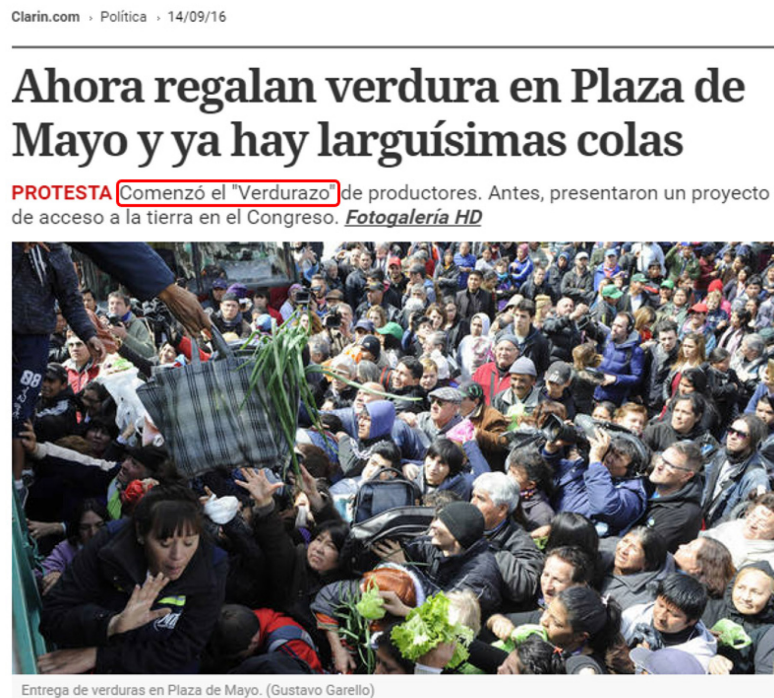 Clarin.com › Política › 14/09/16
Ahora regalan verdura en Plaza de
Mayo y ya hay larguísimas colas
PROTESTA Comenzó el "Verdurazo" de productores. Antes, presentaron un proyecto
de acceso a la tierra en el Congreso. Fotogalería HD
88
Entrega de verduras en Plaza de Mayo. (Gustavo Garello)